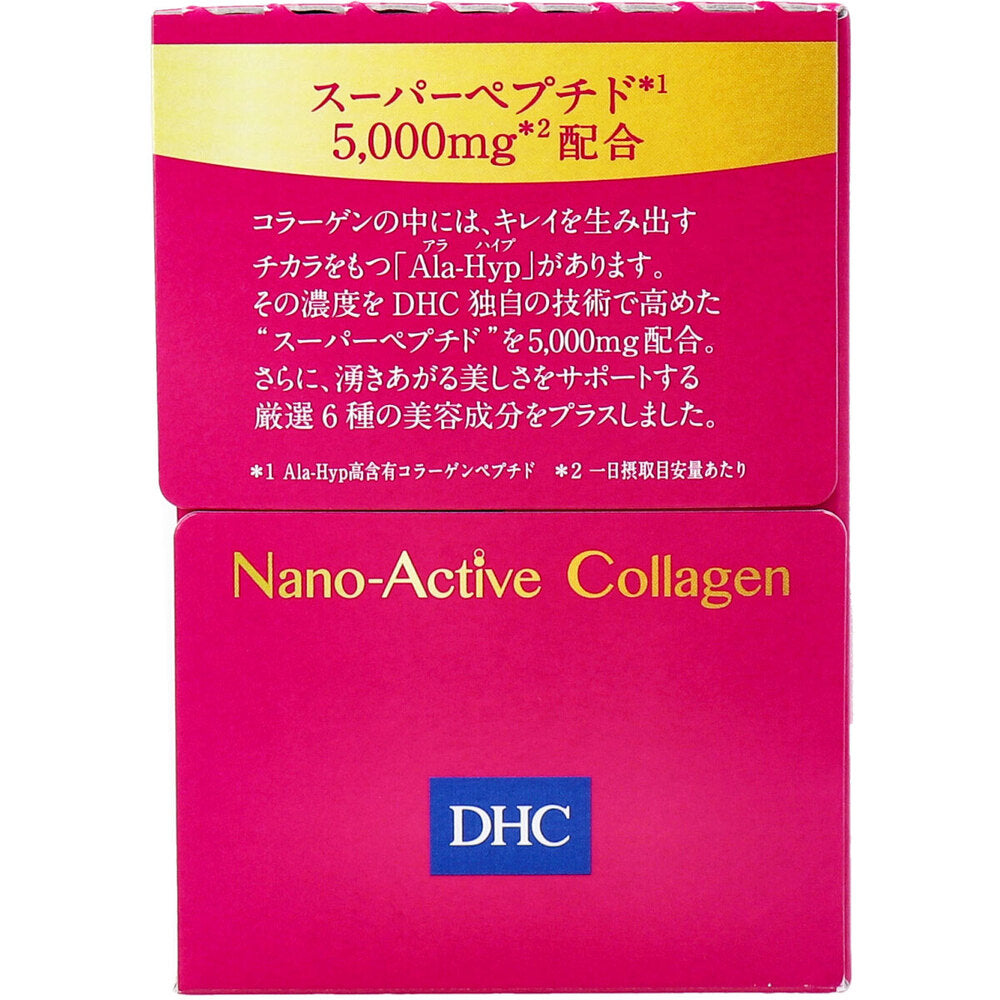 スーパーペプチド*1
5,000mg*2配合
コラーゲンの中には、キレイを生み出す
アラ ハイプ
チカラをもつ「Ala-Hyp」があります。
その濃度をDHC独自の技術で高めた
“スーパーペプチド”を5,000mg配合。
さらに、湧きあがる美しさをサポートする
厳選6種の美容成分をプラスしました。
*1 Ala-Hyp高含有コラーゲンペプチド *2 一日摂取目安量あたり
Nano-Active Collagen
DHC